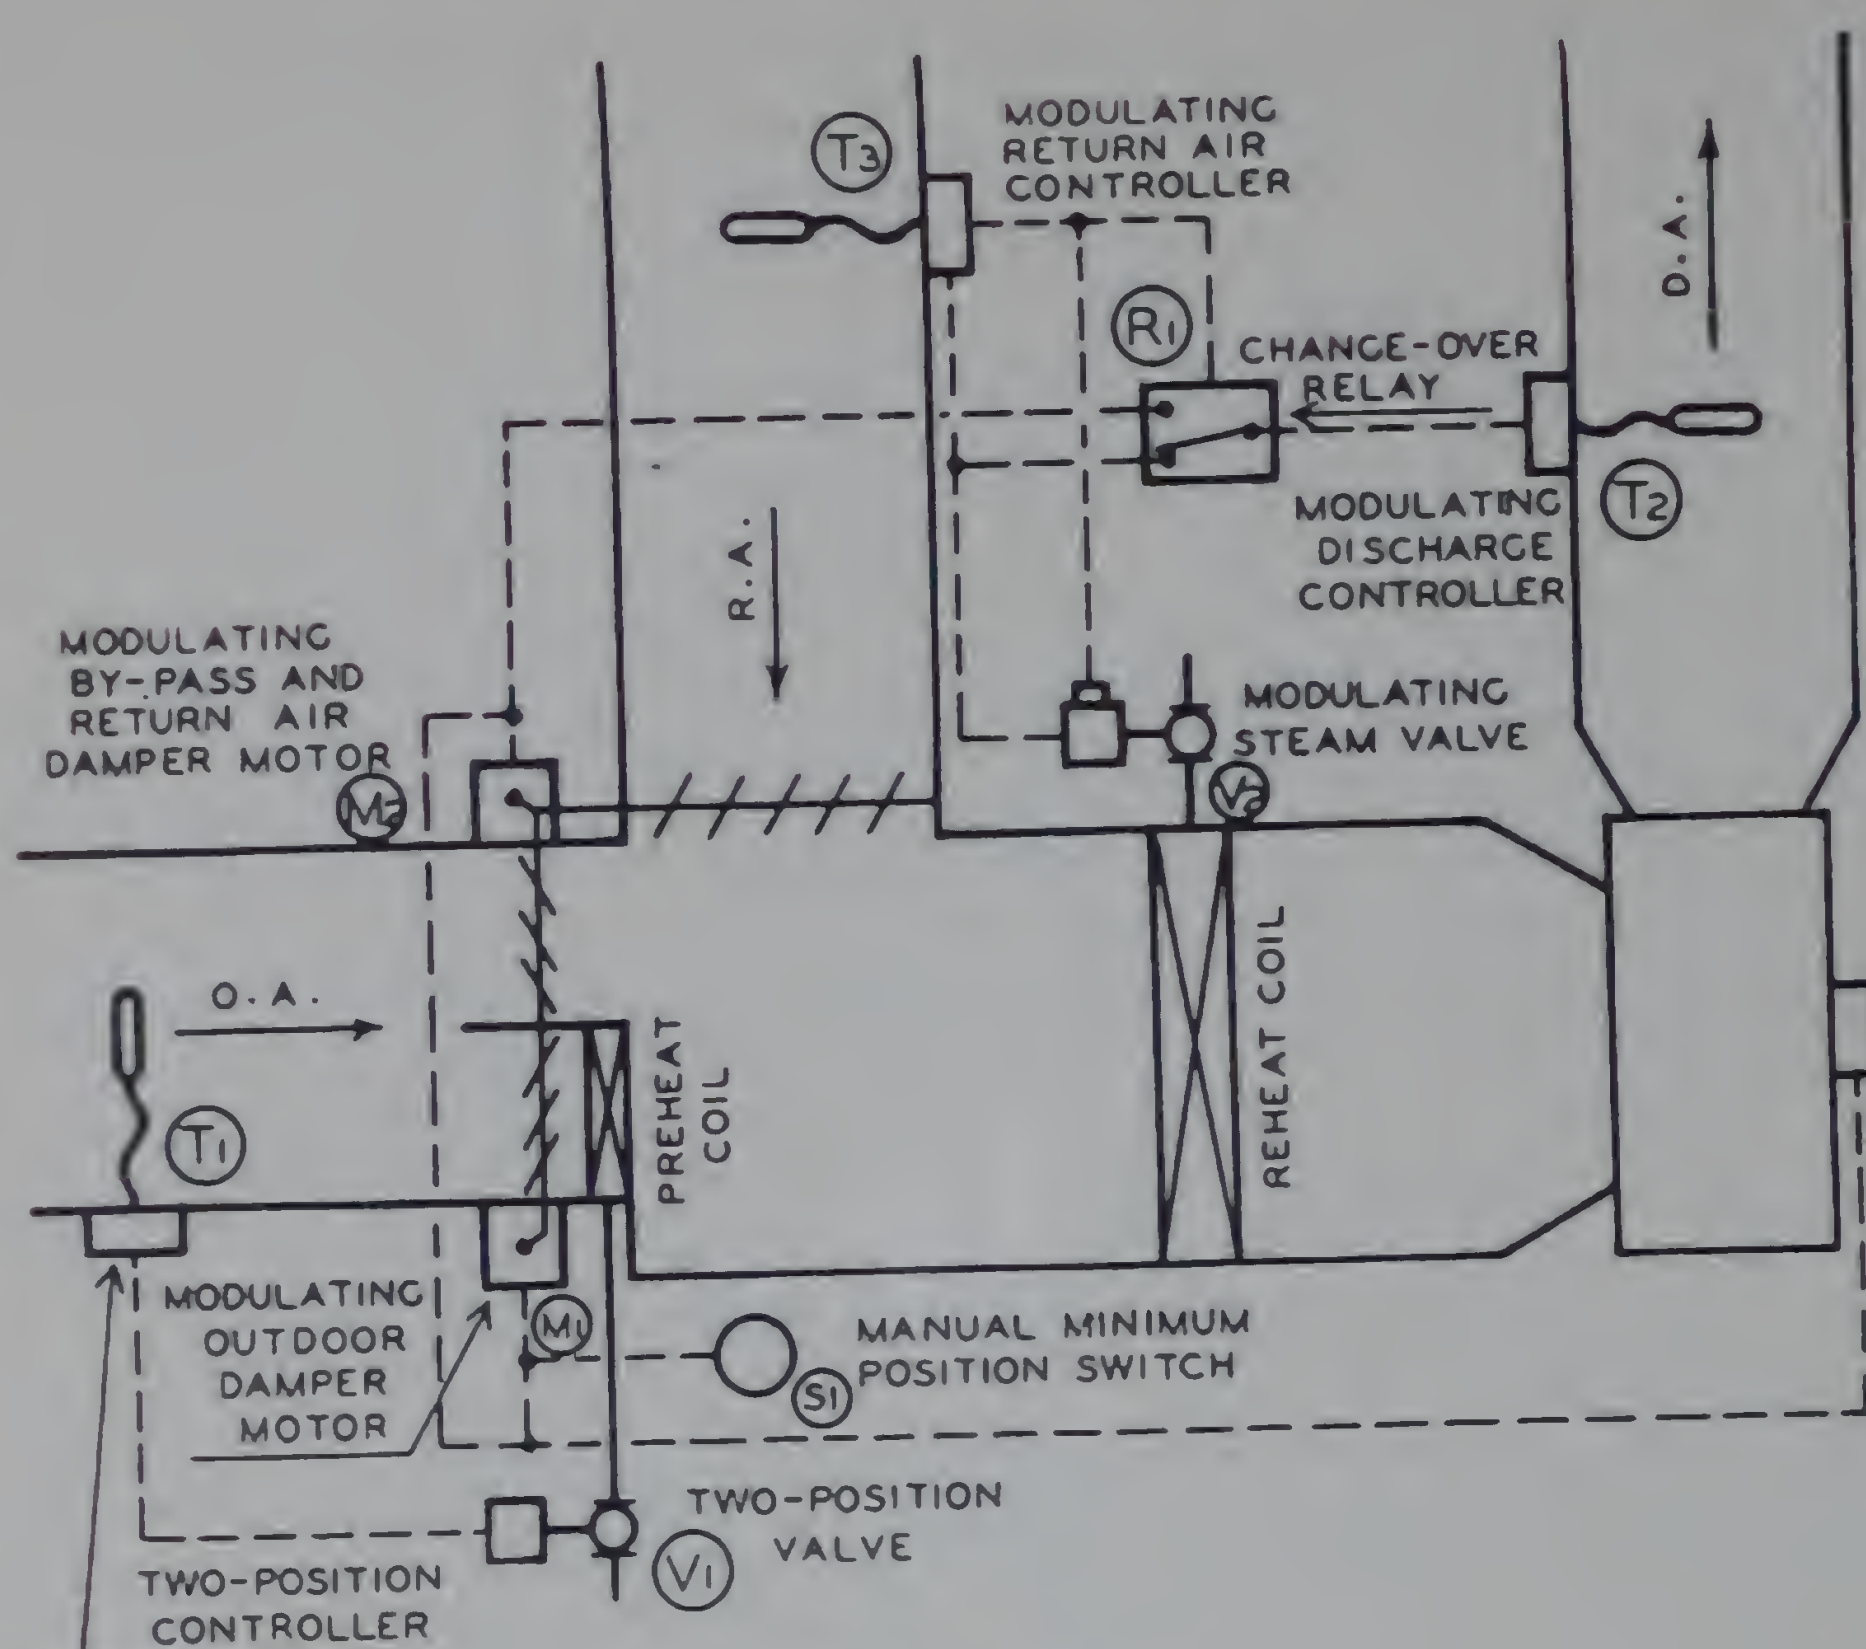 T3
MODULATING
RETURN AIR
CONTROLLER
D.A.
R1
CHANGE-OVER
RELAY
T2
MODULATING
DISCHARGE
CONTROLLER
R.A.
MODULATING
BY-PASS AND
RETURN AIR
DAMPER MOTOR
M2
MODULATING
STEAM VALVE
V2
O.A.
T1
PREHEAT
COIL
REHEAT COIL
MODULATING
OUTDOOR
DAMPER
MOTOR
M1
MANUAL MINIMUM
POSITION SWITCH
S1
TWO-POSITION
VALVE
V1
TWO-POSITION
CONTROLLER